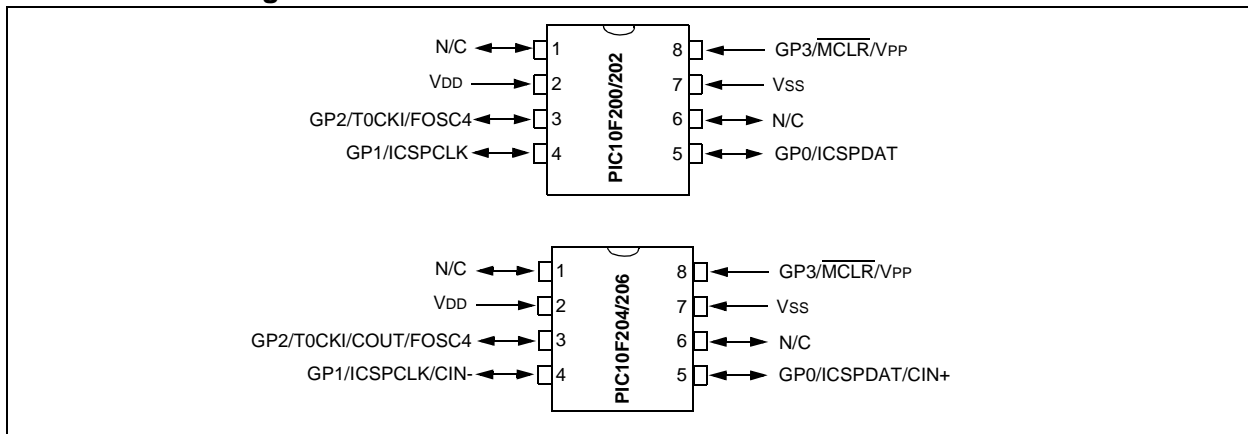 N/C 1 8 GP3/MCLR/VPP
VDD 2 7 VSS
GP2/T0CKI/FOSC4 3 6 N/C
GP1/ICSPCLK 4 5 GP0/ICSPDAT
PIC10F200/202
N/C 1 8 GP3/MCLR/VPP
VDD 2 7 VSS
GP2/T0CKI/COUT/FOSC4 3 6 N/C
GP1/ICSPCLK/CIN- 4 5 GP0/ICSPDAT/CIN+
PIC10F204/206